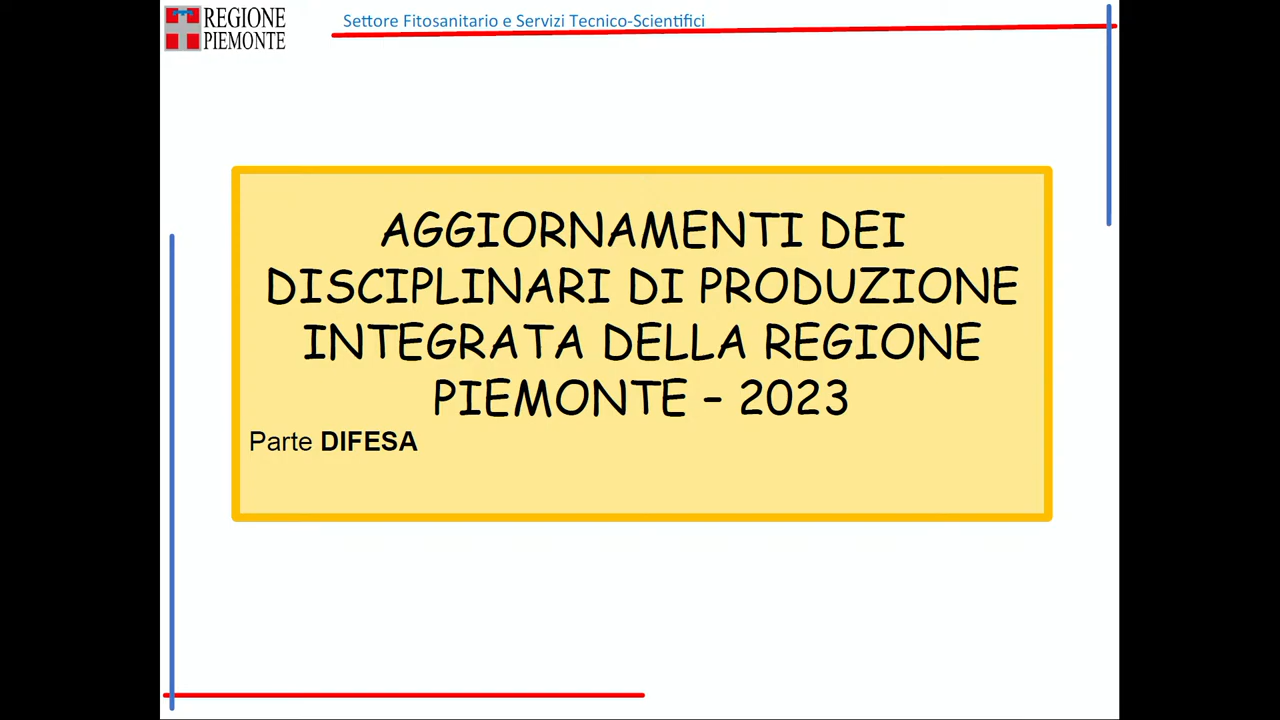 REGIONE
PIEMONTE
Settore Fitosanitario e Servizi Tecnico-Scientifici
AGGIORNAMENTI DEI
DISCIPLINARI DI PRODUZIONE
INTEGRATA DELLA REGIONE
PIEMONTE – 2023
Parte DIFESA